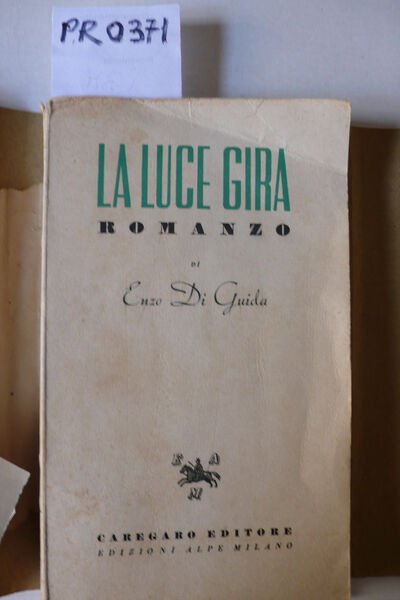 PR0371
LA LUCE GIRA
ROMANZO
DI
Enzo Di Guida
E A
M
CAREGARO EDITORE
EDIZIONI ALPE MILANO